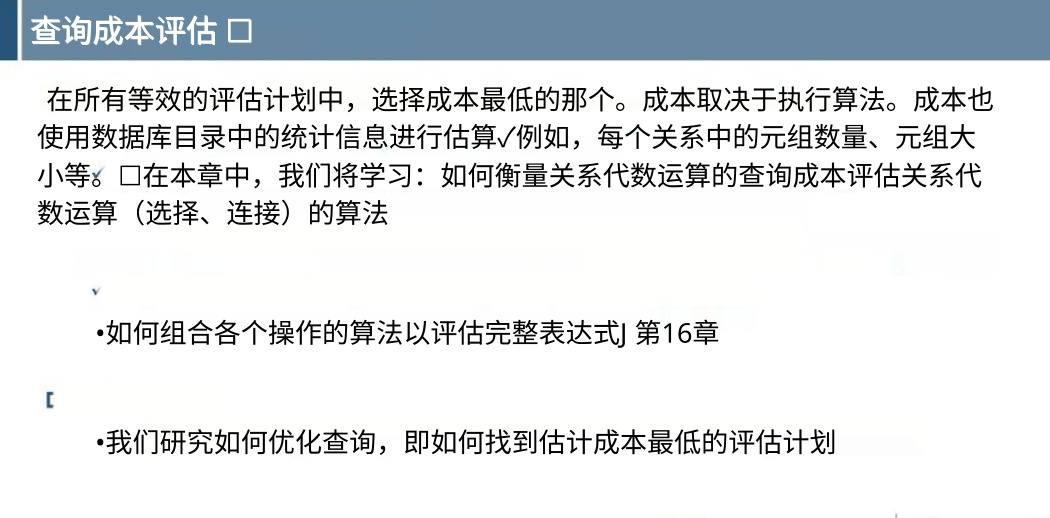 查询成本评估 □
在所有等效的评估计划中，选择成本最低的那个。成本取决于执行算法。成本也
使用数据库目录中的统计信息进行估算✓例如，每个关系中的元组数量、元组大
小等。□在本章中，我们将学习：如何衡量关系代数运算的查询成本评估关系代
数运算（选择、连接）的算法
•如何组合各个操作的算法以评估完整表达式J 第16章
•我们研究如何优化查询，即如何找到估计成本最低的评估计划